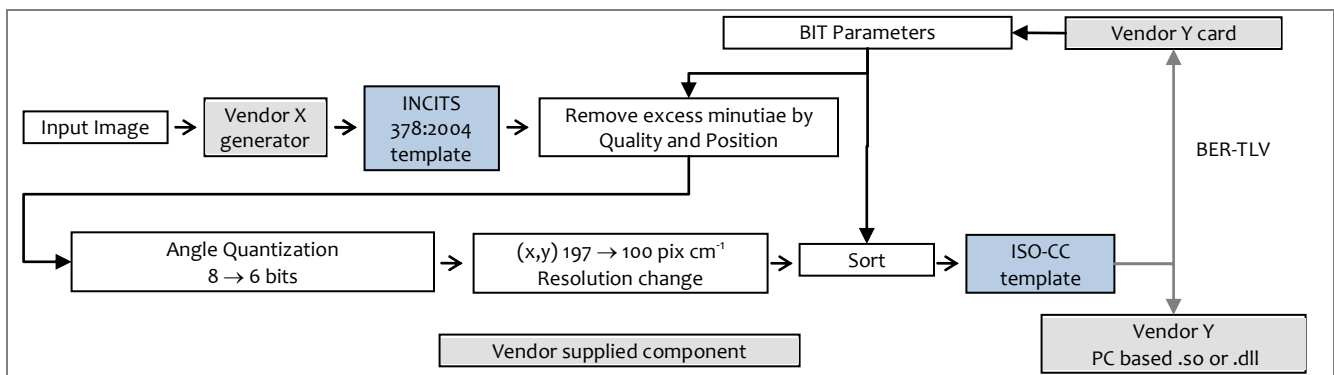 BIT Parameters
Vendor Y card
Input Image
Vendor X
generator
INCITS
378:2004
template
Remove excess minutiae by
Quality and Position
BER-TLV
Angle Quantization
8 → 6 bits
(x,y) 197 → 100 pix cm⁻¹
Resolution change
Sort
ISO-CC
template
Vendor Y
PC based .so or .dll
Vendor supplied component